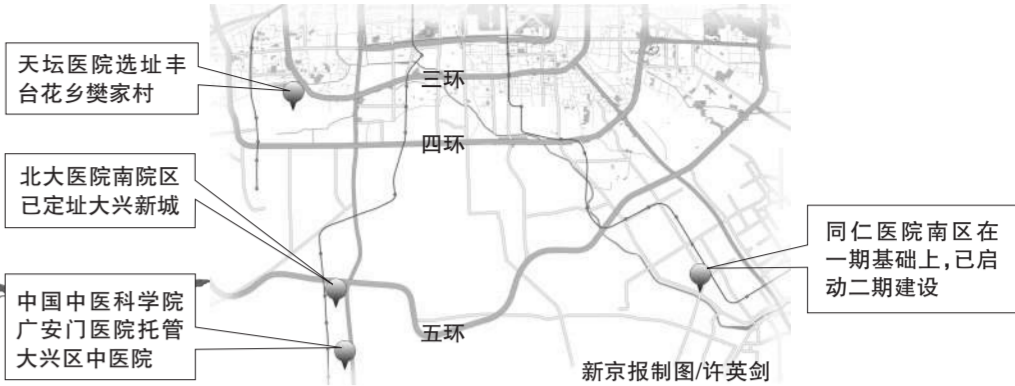 天坛医院选址丰
台花乡樊家村
三环
四环
北大医院南院区
已定址大兴新城
同仁医院南区在
一期基础上,已启
动二期建设
中国中医科学院
广安门医院托管
大兴区中医院
五环
新京报制图/许英剑